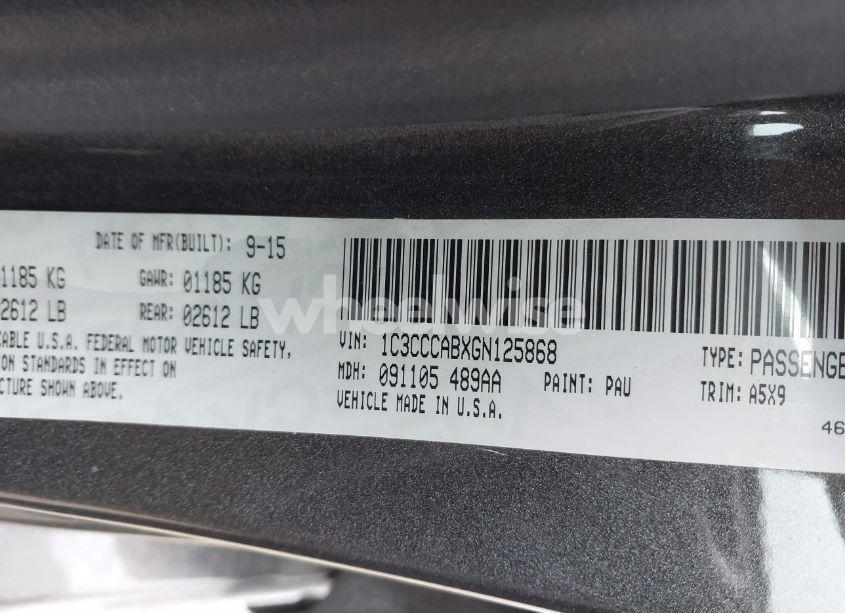 DATE OF MFR(BUILT): 9-15
1185 KG GAWR: 01185 KG
2612 LB REAR: 02612 LB
CABLE U.S.A. FEDERAL MOTOR VEHICLE SAFETY,
ON STANDARDS IN EFFECT ON
CTURE SHOWN ABOVE.
wheelwise
VIN: 1C3CCCABXGN125868 TYPE: PASSENGE
MDH: 091105 489AA PAINT: PAU TRIM: A5X9
VEHICLE MADE IN U.S.A.
46